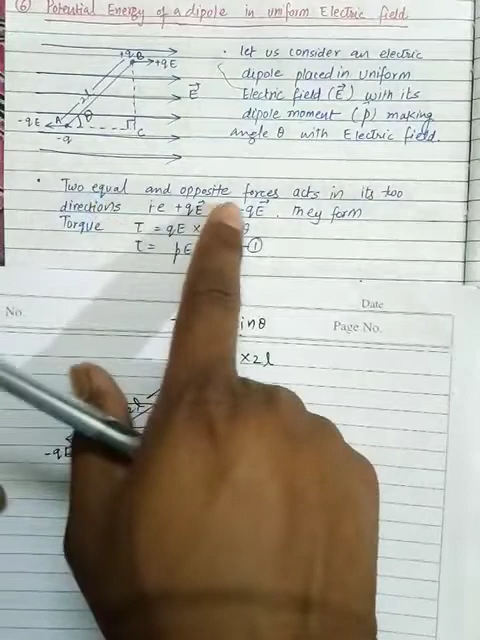 (6) Potential Energy of a dipole in uniform Electric field
+q B
+qE
2l
E⃗
-qE A θ
C
-q
• let us consider an electric
dipole placed in uniform
Electric field (E⃗) with its
dipole moment (p⃗) making
angle θ with Electric field.
• Two equal and opposite forces acts in its two
directions i.e +qE⃗ -qE⃗. They form
Torque τ = qE ×
τ = pE ①
Date
No.
Page No.
inθ
×2l
2l
-qE